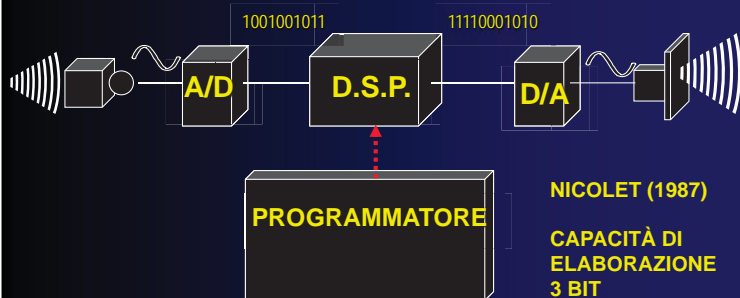 1001001011
11110001010
A/D
D.S.P.
D/A
PROGRAMMATORE
NICOLET (1987)
CAPACITÀ DI
ELABORAZIONE
3 BIT